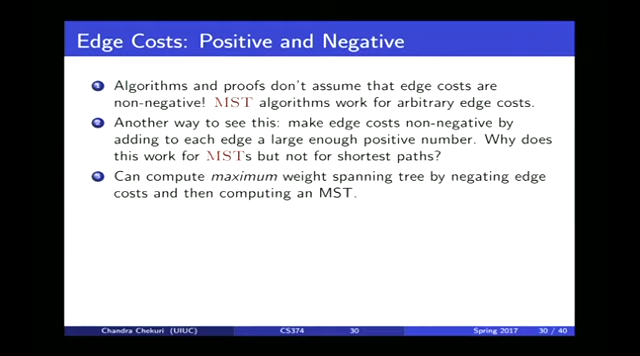 Edge Costs: Positive and Negative
1 Algorithms and proofs don't assume that edge costs are
non-negative! MST algorithms work for arbitrary edge costs.
2 Another way to see this: make edge costs non-negative by
adding to each edge a large enough positive number. Why does
this work for MSTs but not for shortest paths?
3 Can compute maximum weight spanning tree by negating edge
costs and then computing an MST.
Chandra Chekuri (UIUC) CS374 30 Spring 2017 30 / 40